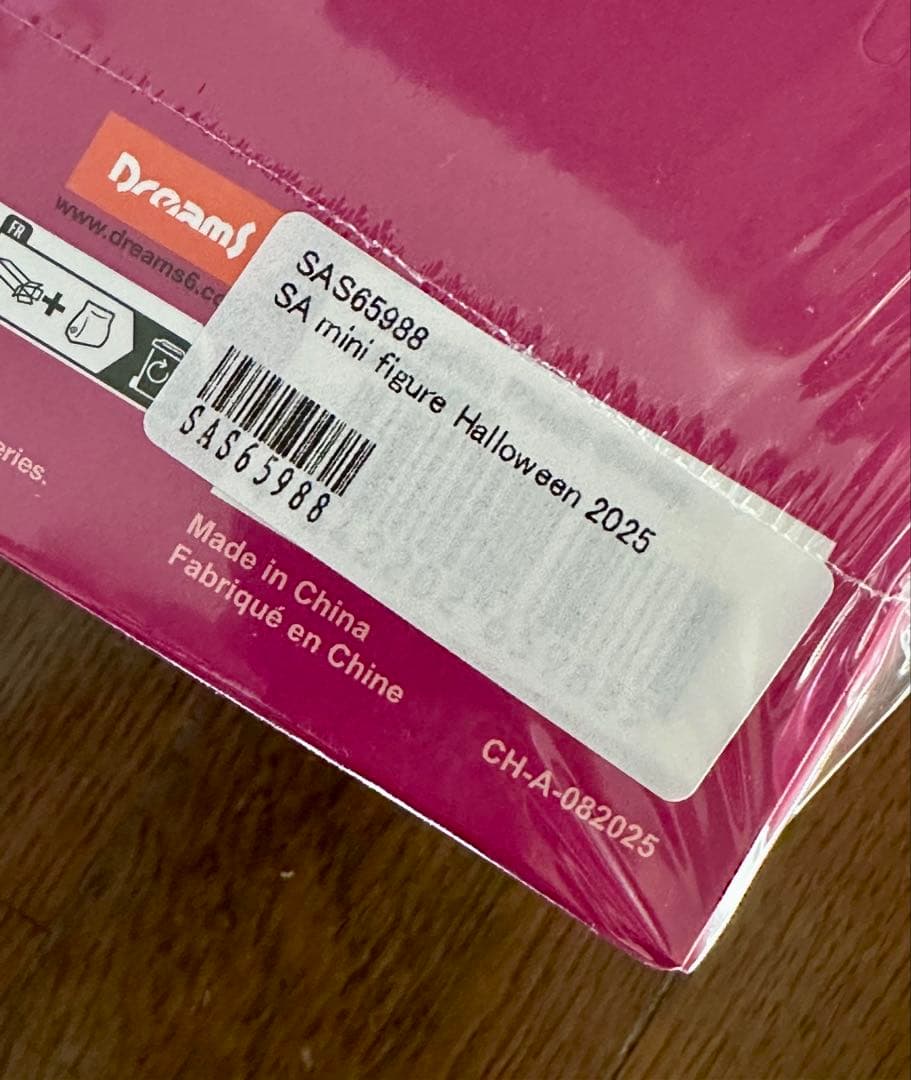 Dreams
www.dreams6.co
FR
+
SAS65988
SA mini figure Halloween 2025
SAS65988
eries.
Made in China
Fabriqué en Chine
CH-A-082025